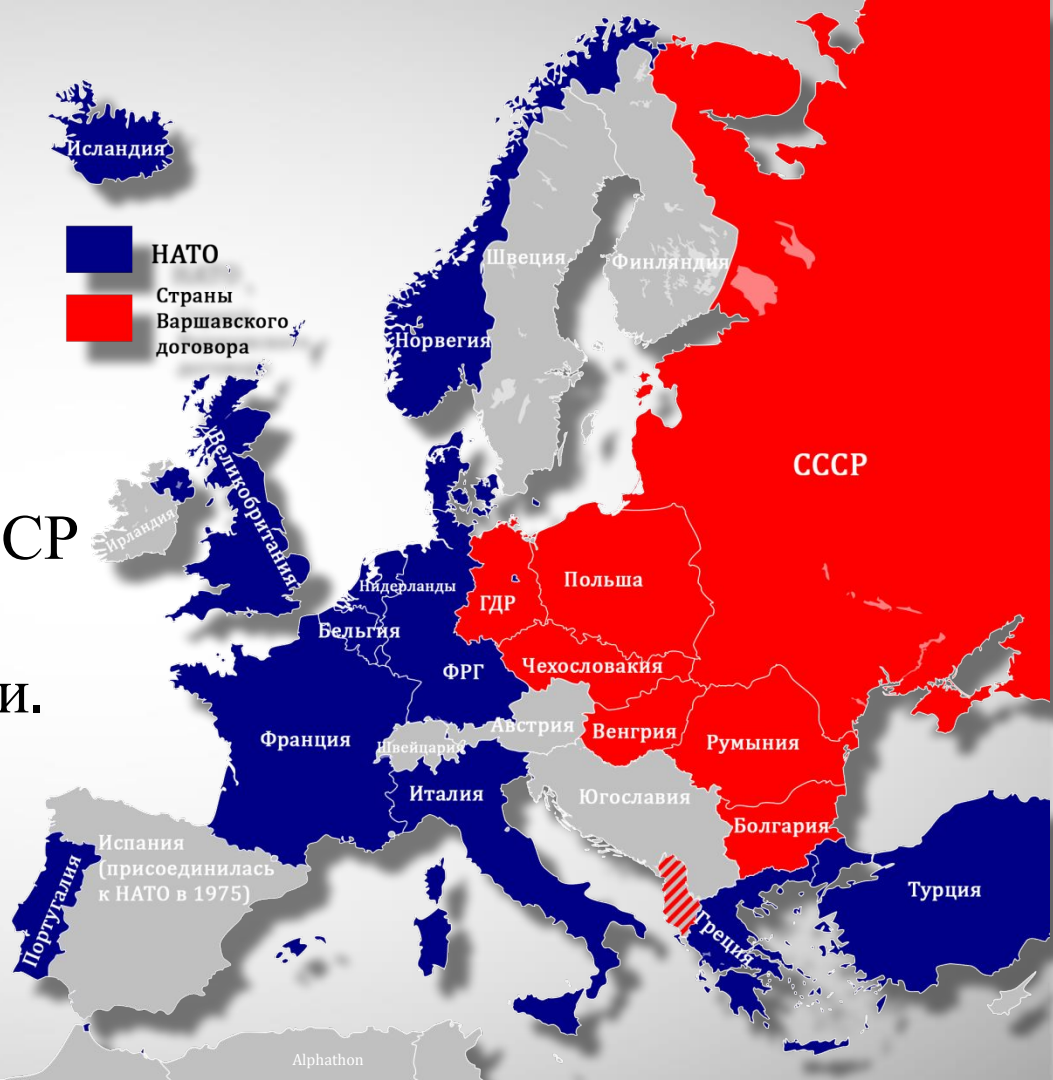 Исландия
НАТО
Страны
Варшавского
договора
Швеция
Финляндия
Норвегия
СССР
Великобритания
Ирландия
СР
и.
Нидерланды
Бельгия
ГДР
Польша
ФРГ
Чехословакия
Франция
Швейцария
Австрия
Венгрия
Румыния
Италия
Югославия
Болгария
Испания
(присоединилась
к НАТО в 1975)
Португалия
Греция
Турция
Alphathon